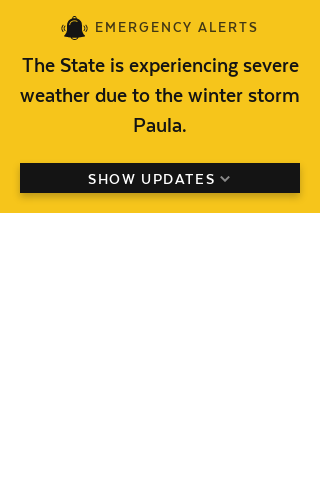 EMERGENCY ALERTS
The State is experiencing severe
weather due to the winter storm
Paula.
SHOW UPDATES